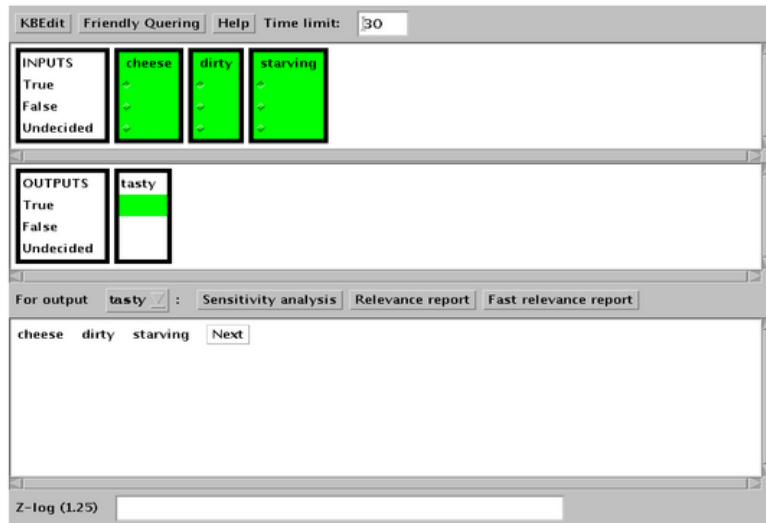 KBEdit Friendly Quering Help Time limit: 30
INPUTS cheese dirty starving
True
False
Undecided
OUTPUTS tasty
True
False
Undecided
For output tasty : Sensitivity analysis Relevance report Fast relevance report
cheese dirty starving Next
Z-log (1.25)